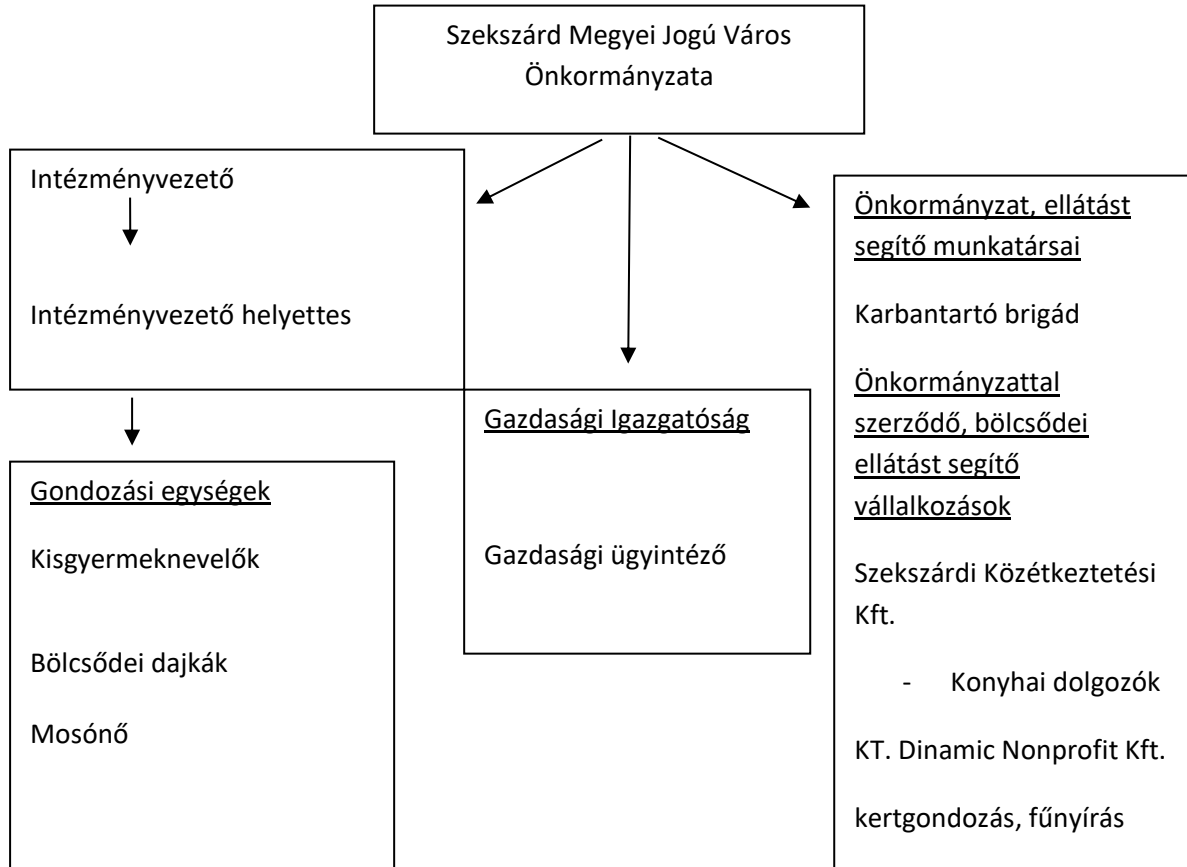 Szekszárd Megyei Jogú Város
Önkormányzata
Intézményvezető
Intézményvezető helyettes
Gondozási egységek
Kisgyermeknevelők
Bölcsődei dajkák
Mosónő
Gazdasági Igazgatóság
Gazdasági ügyintéző
Önkormányzat, ellátást
segítő munkatársai
Karbantartó brigád
Önkormányzattal
szerződő, bölcsődei
ellátást segítő
vállalkozások
Szekszárdi Közétkeztetési
Kft.
- Konyhai dolgozók
KT. Dinamic Nonprofit Kft.
kertgondozás, fűnyírás